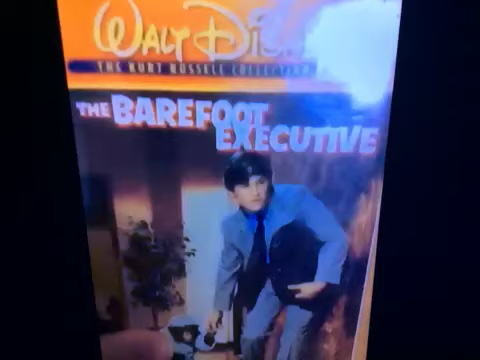 WALT Dis
THE KURT RUSSELL COLLECTION
THE BAREFOOT
EXECUTIVE